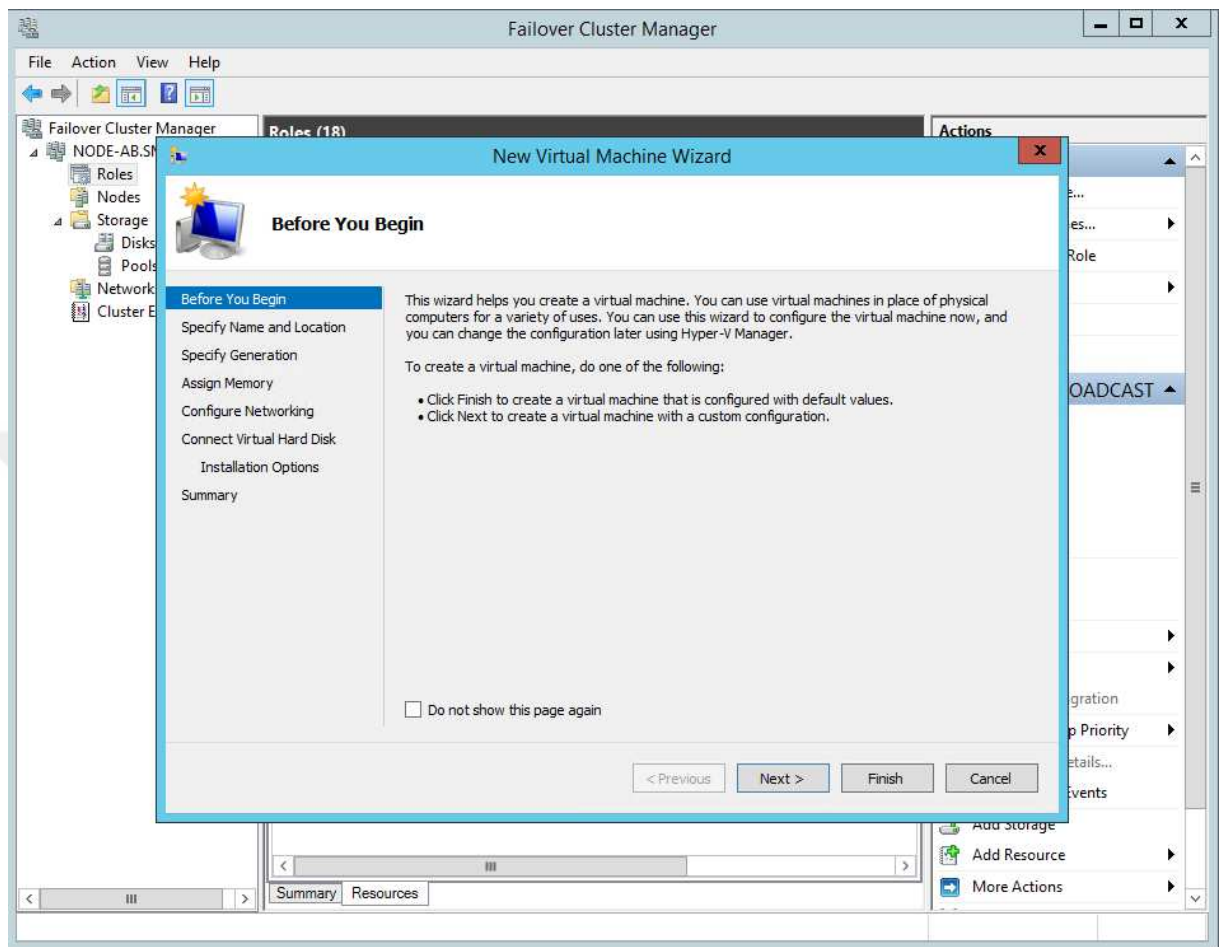 Failover Cluster Manager
File Action View Help
Failover Cluster Manager
NODE-AB.
Roles
Nodes
Storage
Disks
Pools
Network
Cluster E
Roles (18)
New Virtual Machine Wizard
x
Before You Begin
Before You Begin
Specify Name and Location
Specify Generation
Assign Memory
Configure Networking
Connect Virtual Hard Disk
Installation Options
Summary
This wizard helps you create a virtual machine. You can use virtual machines in place of physical
computers for a variety of uses. You can use this wizard to configure the virtual machine now, and
you can change the configuration later using Hyper-V Manager.
To create a virtual machine, do one of the following:
• Click Finish to create a virtual machine that is configured with default values.
• Click Next to create a virtual machine with a custom configuration.
Do not show this page again
< Previous Next > Finish Cancel
Actions
es...
Role
OADCAST
gration
p Priority
etails...
vents
Add Storage
Add Resource
More Actions
Summary Resources